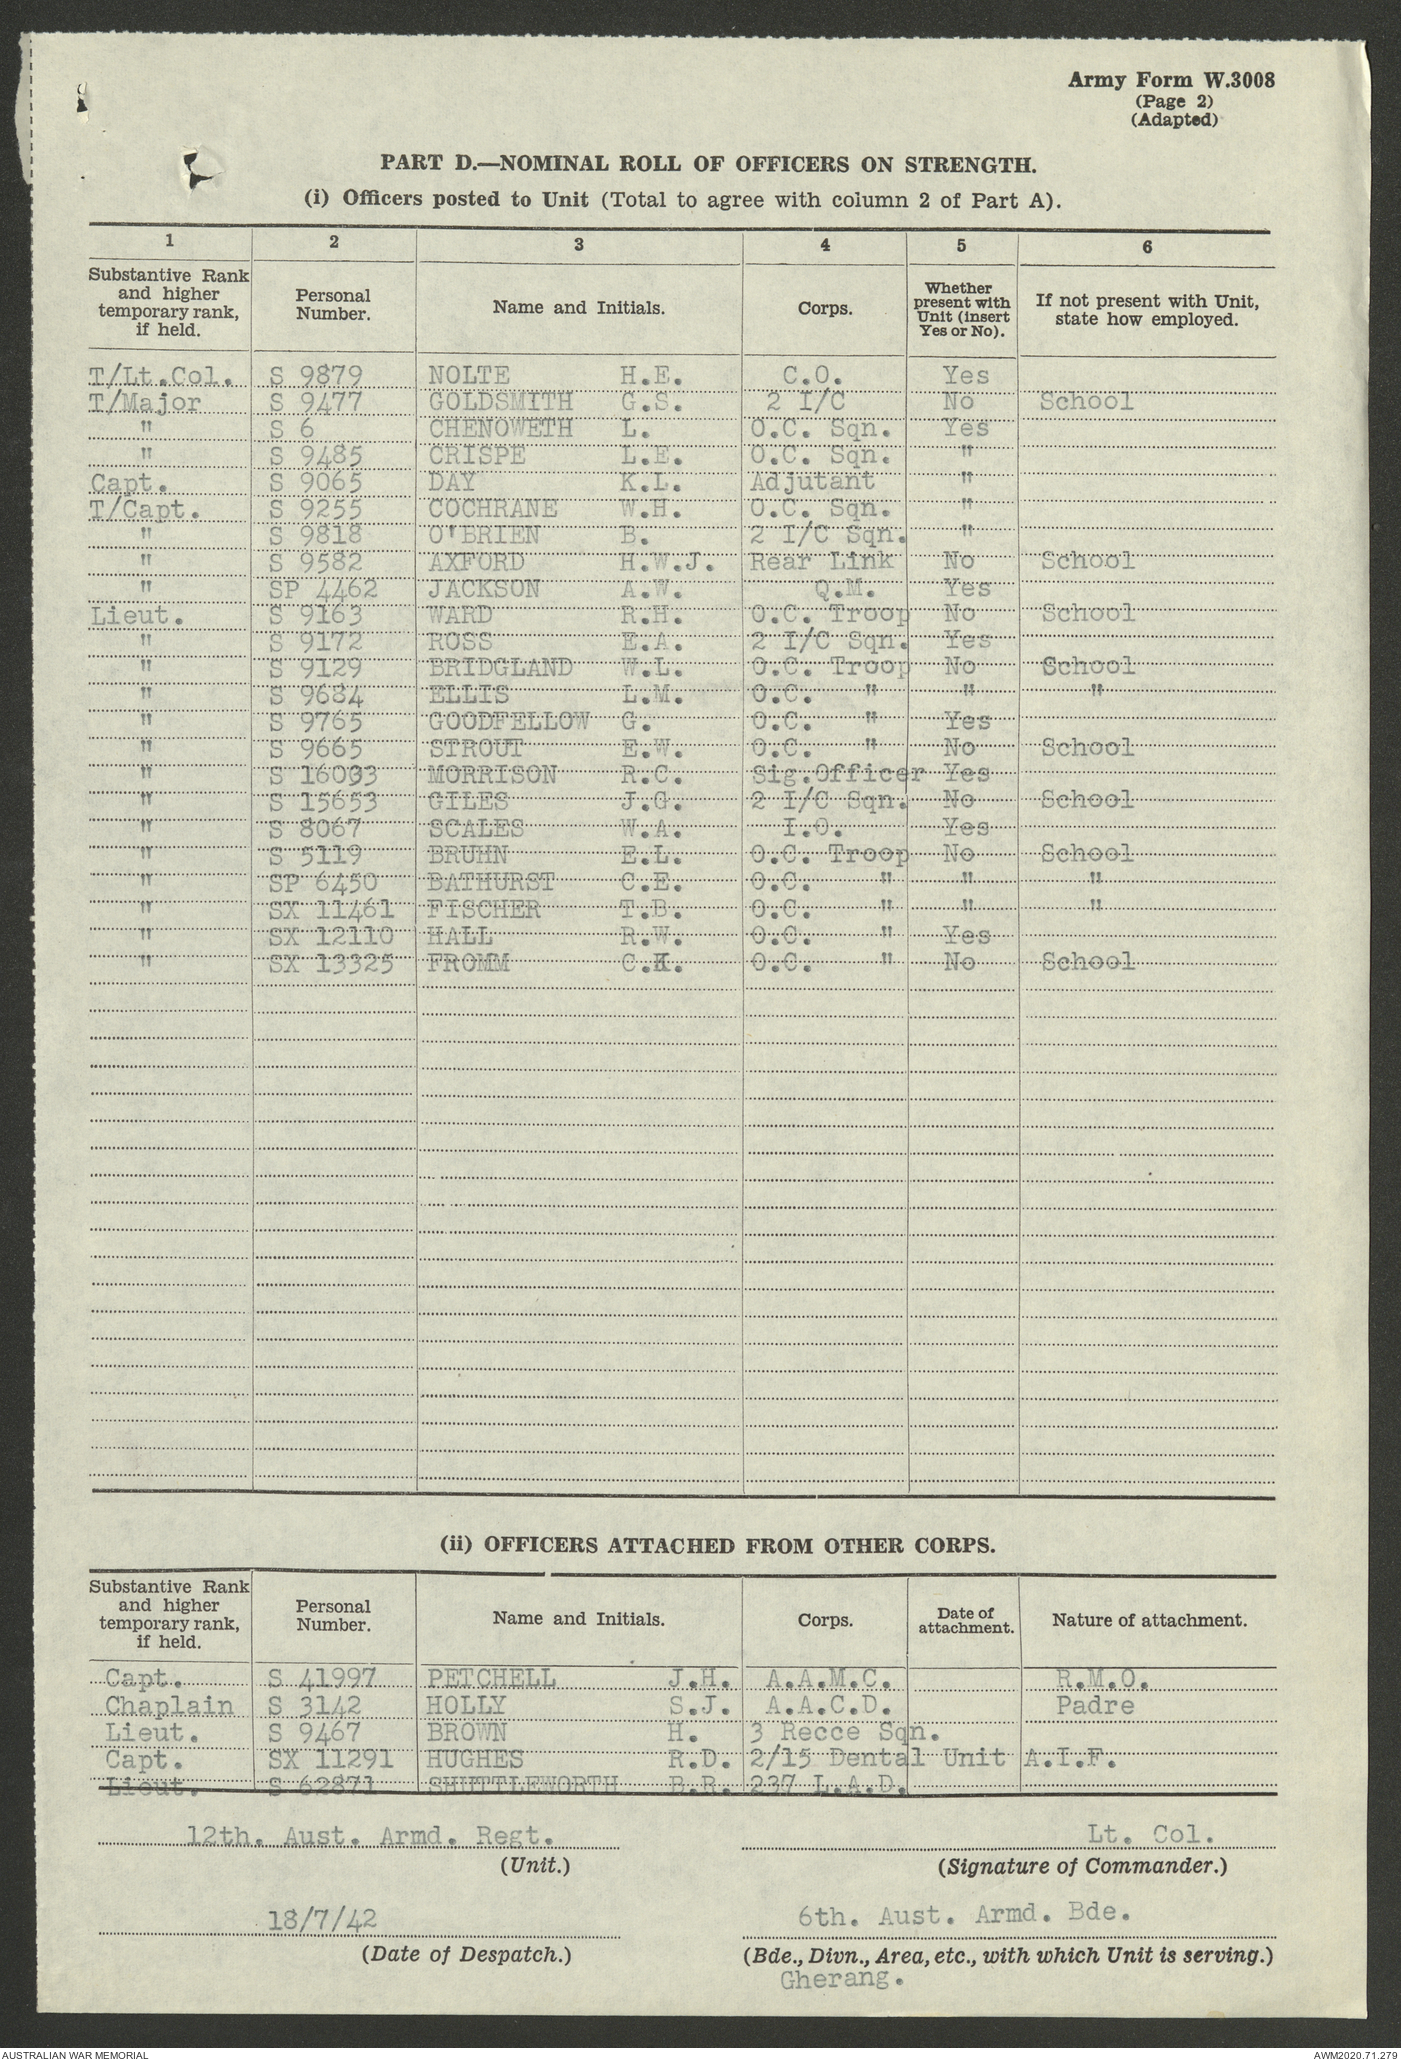 Army Form W.3008
(Page 2)
(Adapted)
PART D.—NOMINAL ROLL OF OFFICERS ON STRENGTH.
(i) Officers posted to Unit (Total to agree with column 2 of Part A).
1 2 3 4 5 6
Substantive Rank and higher temporary rank, if held. Personal Number. Name and Initials. Corps. Whether present with Unit (insert Yes or No). If not present with Unit, state how employed.
T/Lt.Col. S 9879 NOLTE H.E. C.O. Yes
T/Major S 9477 GOLDSMITH G.S. 2 I/C No School
" S 6 CHENOWETH L. O.C. Sqn. Yes
" S 9485 CRISPE L.E. O.C. Sqn. "
Capt. S 9065 DAY K.L. Adjutant "
T/Capt. S 9255 COCHRANE W.H. O.C. Sqn. "
" S 9818 O'BRIEN B. 2 I/C Sqn. "
" S 9582 AXFORD H.W.J. Rear Link No School
" SP 4462 JACKSON A.W. Q.M. Yes
Lieut. S 9163 WARD R.H. O.C. Troop No School
" S 9172 ROSS E.A. 2 I/C Sqn. Yes
" S 9129 BRIDGLAND W.L. O.C. Troop No School
" S 9684 ELLIS L.M. O.C. " " "
" S 9765 GOODFELLOW G. O.C. " Yes
" S 9665 STROUT E.W. O.C. " No School
" S 16003 MORRISON R.C. Sig.Officer Yes
" S 15653 GILES J.G. 2 I/C Sqn. No School
" S 8067 SCALES W.A. I.O. Yes
" S 5119 BRUHN E.L. O.C. Troop No School
" SP 6450 BATHURST C.E. O.C. " " "
" SX 11461 FISCHER T.B. O.C. " " "
" SX 12110 HALL R.W. O.C. " Yes
" SX 13325 FROMM C.K. O.C. " No School
(ii) OFFICERS ATTACHED FROM OTHER CORPS.
Substantive Rank and higher temporary rank, if held. Personal Number. Name and Initials. Corps. Date of attachment. Nature of attachment.
Capt. S 41997 PETCHELL J.H. A.A.M.C. R.M.O.
Chaplain S 3142 HOLLY S.J. A.A.C.D. Padre
Lieut. S 9467 BROWN H. 3 Recce Sqn.
Capt. SX 11291 HUGHES R.D. 2/15 Dental Unit A.I.F.
Lieut. S 62871 SHUTTLEWORTH B.R. 237 L.A.D.
12th. Aust. Armd. Regt. Lt. Col.
(Unit.) (Signature of Commander.)
18/7/42 6th. Aust. Armd. Bde.
(Date of Despatch.) (Bde., Divn., Area, etc., with which Unit is serving.)
Gherang.
AUSTRALIAN WAR MEMORIAL AWM2020.71.279